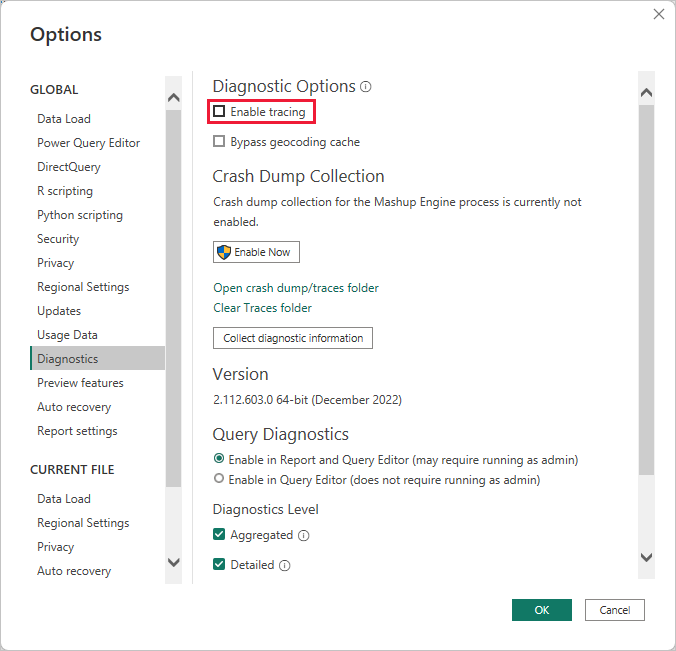 Options
GLOBAL
Data Load
Power Query Editor
DirectQuery
R scripting
Python scripting
Security
Privacy
Regional Settings
Updates
Usage Data
Diagnostics
Preview features
Auto recovery
Report settings
CURRENT FILE
Data Load
Regional Settings
Privacy
Auto recovery
Diagnostic Options
Enable tracing
Bypass geocoding cache
Crash Dump Collection
Crash dump collection for the Mashup Engine process is currently not
enabled.
Enable Now
Open crash dump/traces folder
Clear Traces folder
Collect diagnostic information
Version
2.112.603.0 64-bit (December 2022)
Query Diagnostics
Enable in Report and Query Editor (may require running as admin)
Enable in Query Editor (does not require running as admin)
Diagnostics Level
Aggregated
Detailed
OK
Cancel